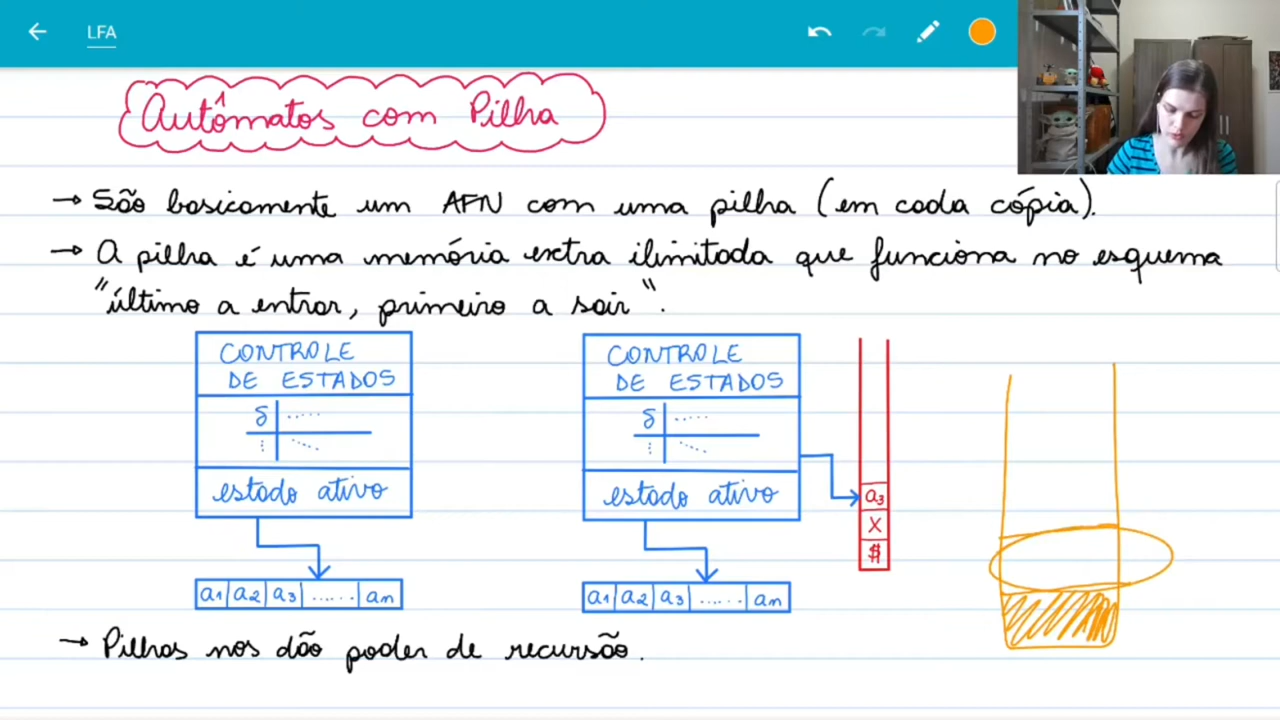 LFA
Autômatos com Pilha
→ São basicamente um AFN com uma pilha (em cada cópia).
→ A pilha é uma memória extra ilimitada que funciona no esquema
"último a entrar, primeiro a sair".
CONTROLE
DE ESTADOS
δ
estado ativo
a1 a2 a3 ...... an
CONTROLE
DE ESTADOS
δ
estado ativo
a1 a2 a3 ...... an
a3
X
$
→ Pilhas nos dão poder de recursão.